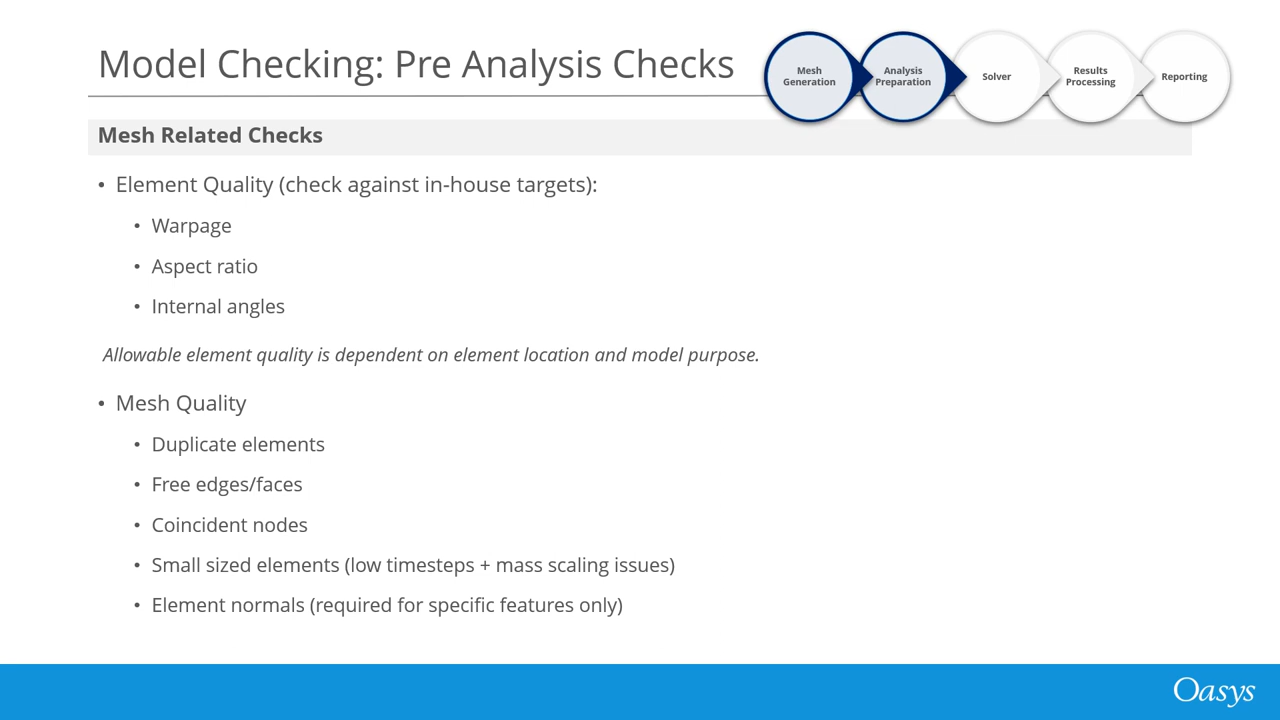 Model Checking: Pre Analysis Checks
Mesh
Generation
Analysis
Preparation
Solver
Results
Processing
Reporting
Mesh Related Checks
• Element Quality (check against in-house targets):
• Warpage
• Aspect ratio
• Internal angles
Allowable element quality is dependent on element location and model purpose.
• Mesh Quality
• Duplicate elements
• Free edges/faces
• Coincident nodes
• Small sized elements (low timesteps + mass scaling issues)
• Element normals (required for specific features only)
Oasys